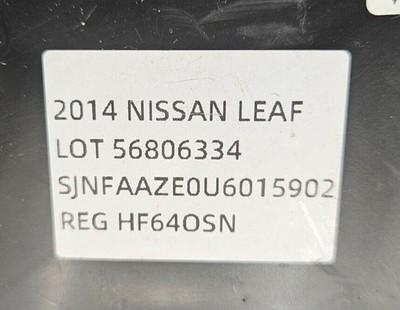 2014 NISSAN LEAF
LOT 56806334
SJNFAAZE0U6015902
REG HF64OSN